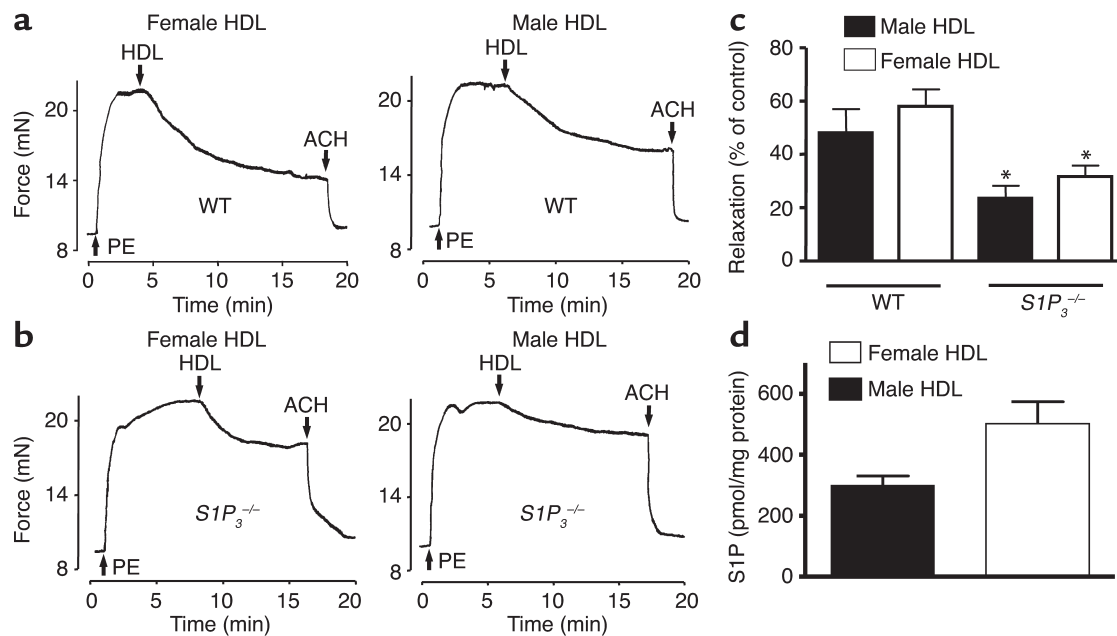 a
Female HDL
HDL
20
14
8
Force (mN)
ACH
WT
PE
0 5 10 15 20
Time (min)
Male HDL
HDL
20
14
8
ACH
WT
PE
0 5 10 15 20
Time (min)
b
Female HDL
HDL
20
14
8
Force (mN)
ACH
S1P₃⁻/⁻
PE
0 5 10 15 20
Time (min)
Male HDL
HDL
20
14
8
ACH
S1P₃⁻/⁻
PE
0 5 10 15 20
Time (min)
c
Male HDL
Female HDL
80
60
40
20
0
Relaxation (% of control)
* *
WT S1P₃⁻/⁻
d
Female HDL
Male HDL
600
400
200
0
S1P (pmol/mg protein)